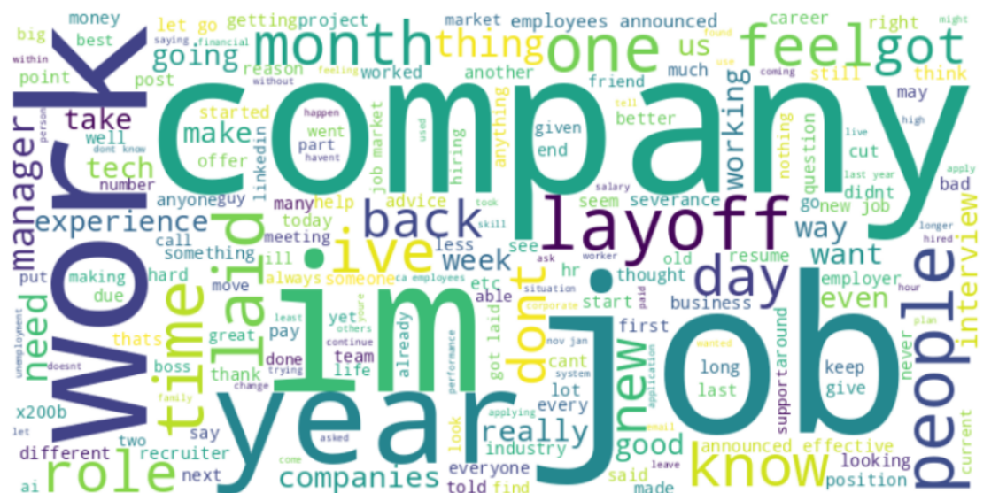 money
market employees announced
career
right
might
let go
getting
project
big
best
saying
financial
month
thing
one
us
found
feel
got
within
going
work
point
post
reason
feeling
worked
another
much
use
coming
still
think
without
friend
company
may
manager
person
take
started
happen
tell
better
high
well
make
went
used
anything
given
working
nothing
question
live
dont know
part
linkedin
job market
hiring
end
cut
tech
offer
havent
last year
apply
number
salary
didnt
bad
anyone
guy
many
help
advice
took
layoff
seem
severance
go
new job
experience
laid
today
back
skill
way
interview
longer
call
meeting
ive
less
see
hired
something
week
ask
worker
old
resume
want
people
put
making
hard
ill
always
someone
ca employees
etc
hr
thought
day
employer
hour
due
move
im
able
dont
situation
start
paid
business
even
need
time
least
yet
youre
others
already
corporate
first
plan
unemployment
thats
great
pay
continue
performance
got laid
nov jan
new
job
wanted
never
doesnt
boss
done
team
cant
application
long
keep
thank
trying
life
system
last
give
support
around
change
year
lot
family
every
x200b
look
applying
really
email
let
two
say
asked
industry
good
know
announced effective
current
different
recruiter
come
leave
looking
role
next
companies
everyone
said
position
ai
told
find
made